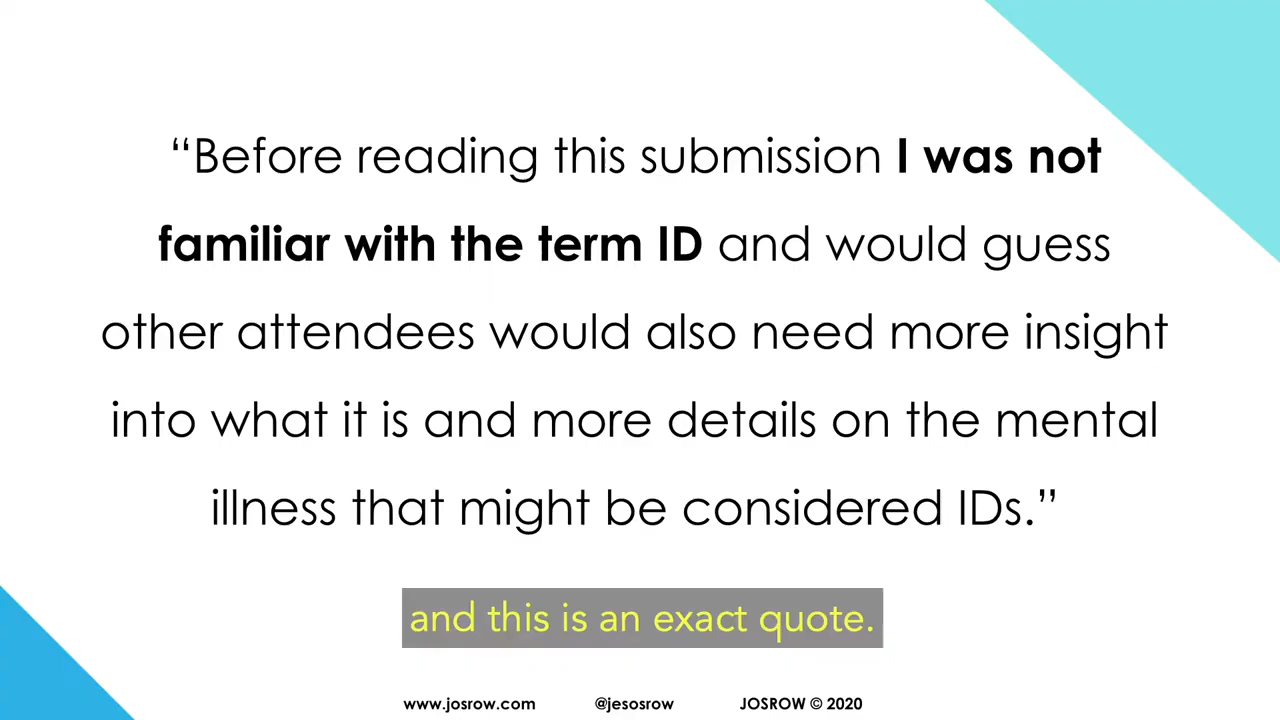 “Before reading this submission I was not
familiar with the term ID and would guess
other attendees would also need more insight
into what it is and more details on the mental
illness that might be considered IDs.”
and this is an exact quote.
www.josrow.com @jesosrow JOSROW © 2020